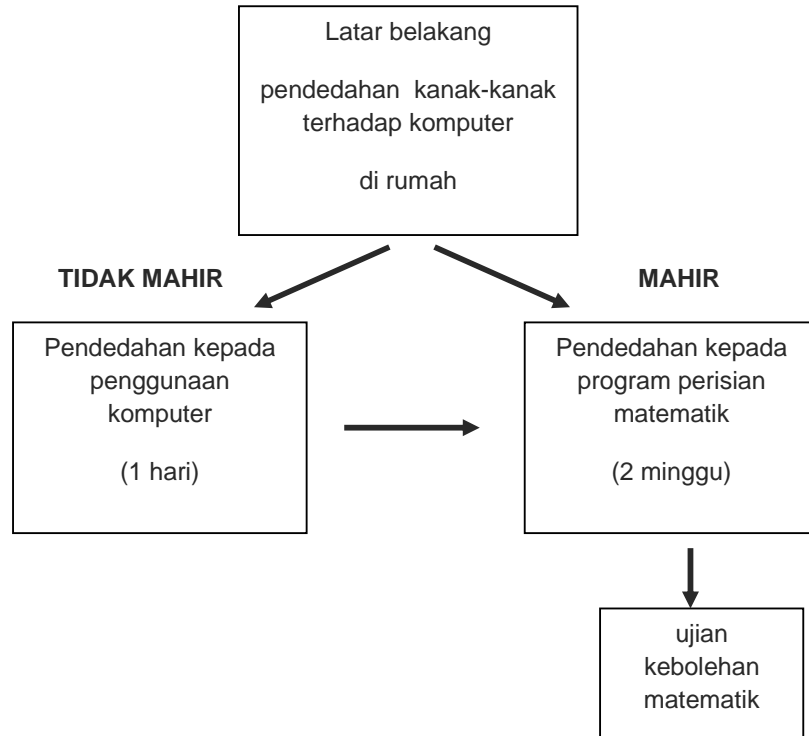 Latar belakang
pendedahan kanak-kanak
terhadap komputer
di rumah
TIDAK MAHIR
MAHIR
Pendedahan kepada
penggunaan
komputer
(1 hari)
Pendedahan kepada
program perisian
matematik
(2 minggu)
ujian
kebolehan
matematik